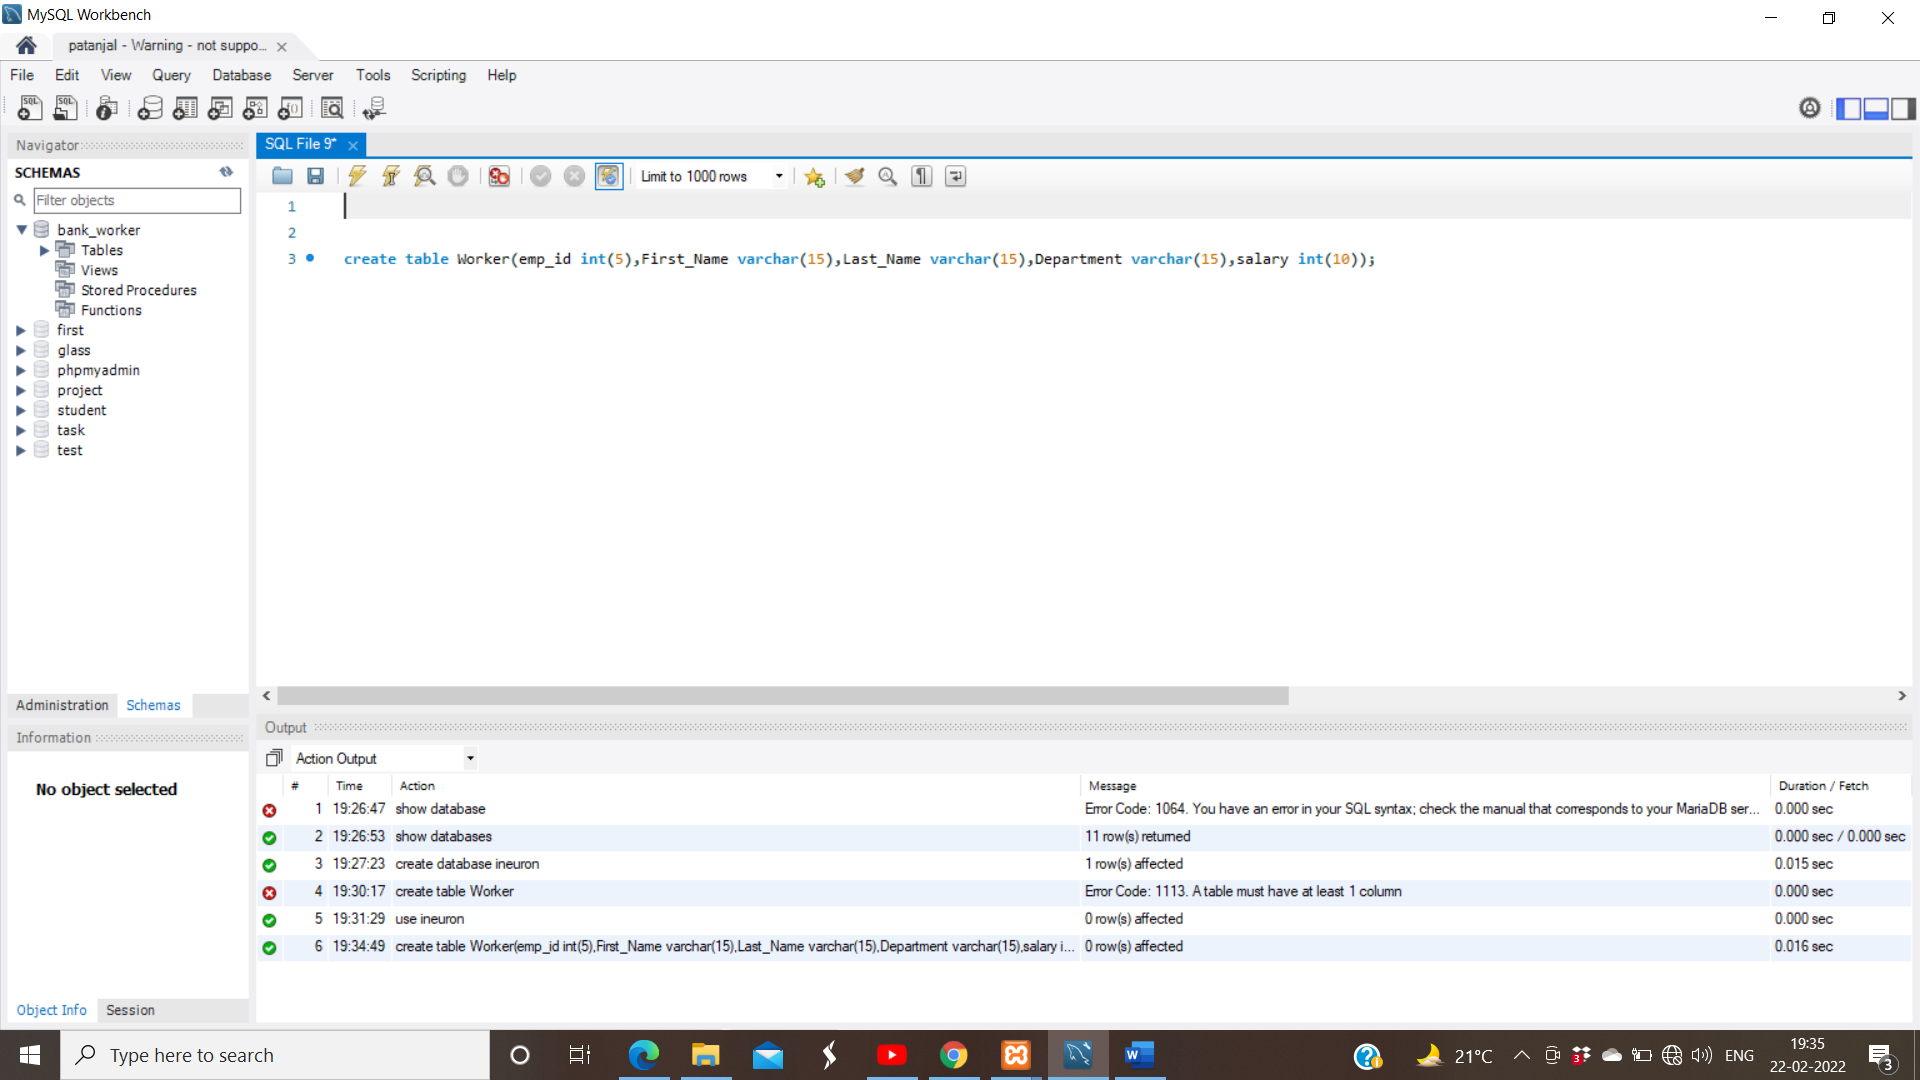 MySQL Workbench
patanjal - Warning - not suppo...
File Edit View Query Database Server Tools Scripting Help
Navigator
SCHEMAS
Filter objects
bank_worker
Tables
Views
Stored Procedures
Functions
first
glass
phpmyadmin
project
student
task
test
Administration Schemas
Information
No object selected
Object Info Session
SQL File 9*
Limit to 1000 rows
1
2
3 create table Worker(emp_id int(5),First_Name varchar(15),Last_Name varchar(15),Department varchar(15),salary int(10));
Output
Action Output
# Time Action Message Duration / Fetch
1 19:26:47 show database Error Code: 1064. You have an error in your SQL syntax; check the manual that corresponds to your MariaDB ser... 0.000 sec
2 19:26:53 show databases 11 row(s) returned 0.000 sec / 0.000 sec
3 19:27:23 create database ineuron 1 row(s) affected 0.015 sec
4 19:30:17 create table Worker Error Code: 1113. A table must have at least 1 column 0.000 sec
5 19:31:29 use ineuron 0 row(s) affected 0.000 sec
6 19:34:49 create table Worker(emp_id int(5),First_Name varchar(15),Last_Name varchar(15),Department varchar(15),salary i... 0 row(s) affected 0.016 sec
Type here to search
21°C
ENG
19:35
22-02-2022
3